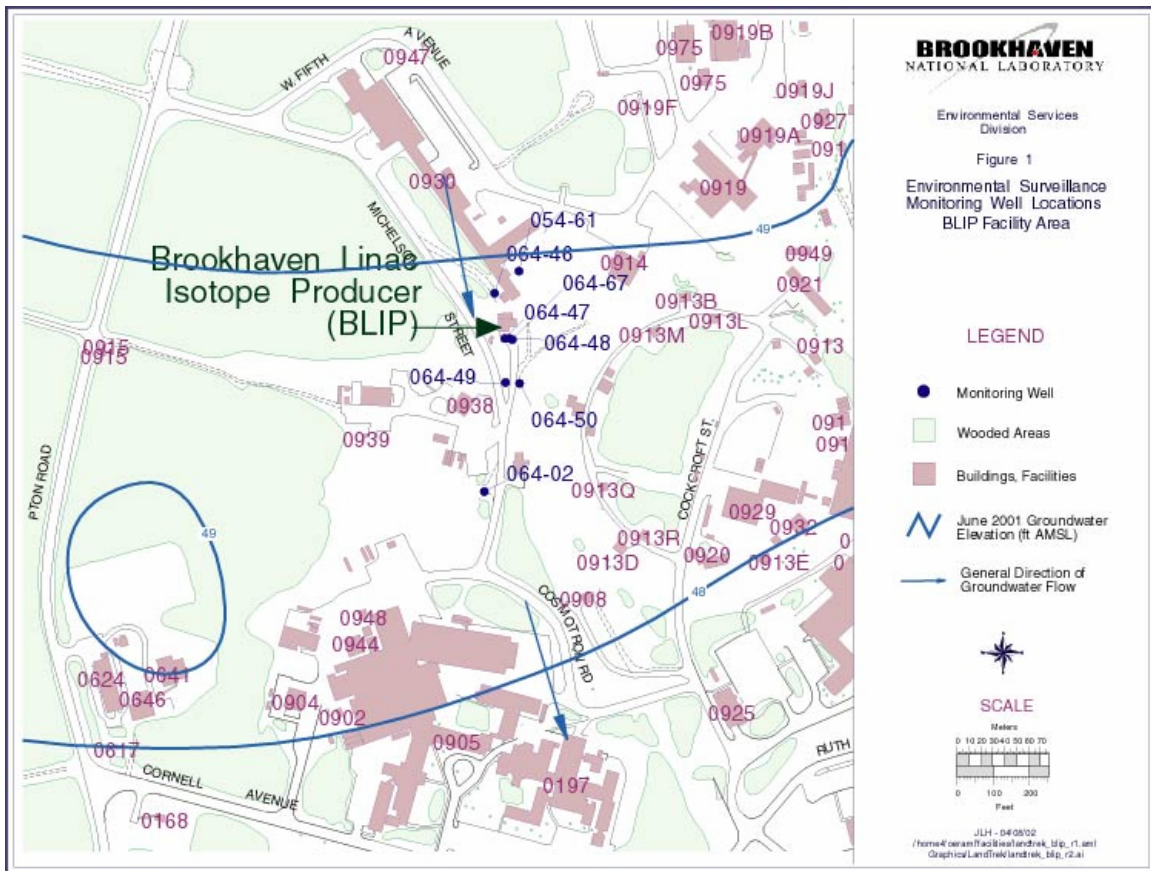 AVENUE
W. FIFTH
0947
0919B
0975
0975
0919J
0919F
0927
0919A
091
0930
0919
MICHELSON
054-61
49
064-46
Brookhaven Linac
Isotope Producer
(BLIP)
0914
064-67
0949
0921
0913B
064-47
0913L
0913M
STREET
064-48
0915
0915
0913
064-49
0938
064-50
091
091
0939
COCKCROFT ST.
064-02
PTON ROAD
0913Q
0929
0932
49
0913R
0
0920
0913D
0913E
0
0908
48
COSMOTRON RD.
0948
0944
0624
0641
0646
0904
0902
0925
0617
0905
RUTH
0197
CORNELL
AVENUE
0168
BROOKHAVEN
NATIONAL LABORATORY
Environmental Services
Division
Figure 1
Environmental Surveillance
Monitoring Well Locations
BLIP Facility Area
LEGEND
Monitoring Well
Wooded Areas
Buildings, Facilities
June 2001 Groundwater
Elevation (ft AMSL)
General Direction of
Groundwater Flow
SCALE
Meters
0 10 20 30 40 50 60 70
0 100 200
Feet
JLH - 04/08/02